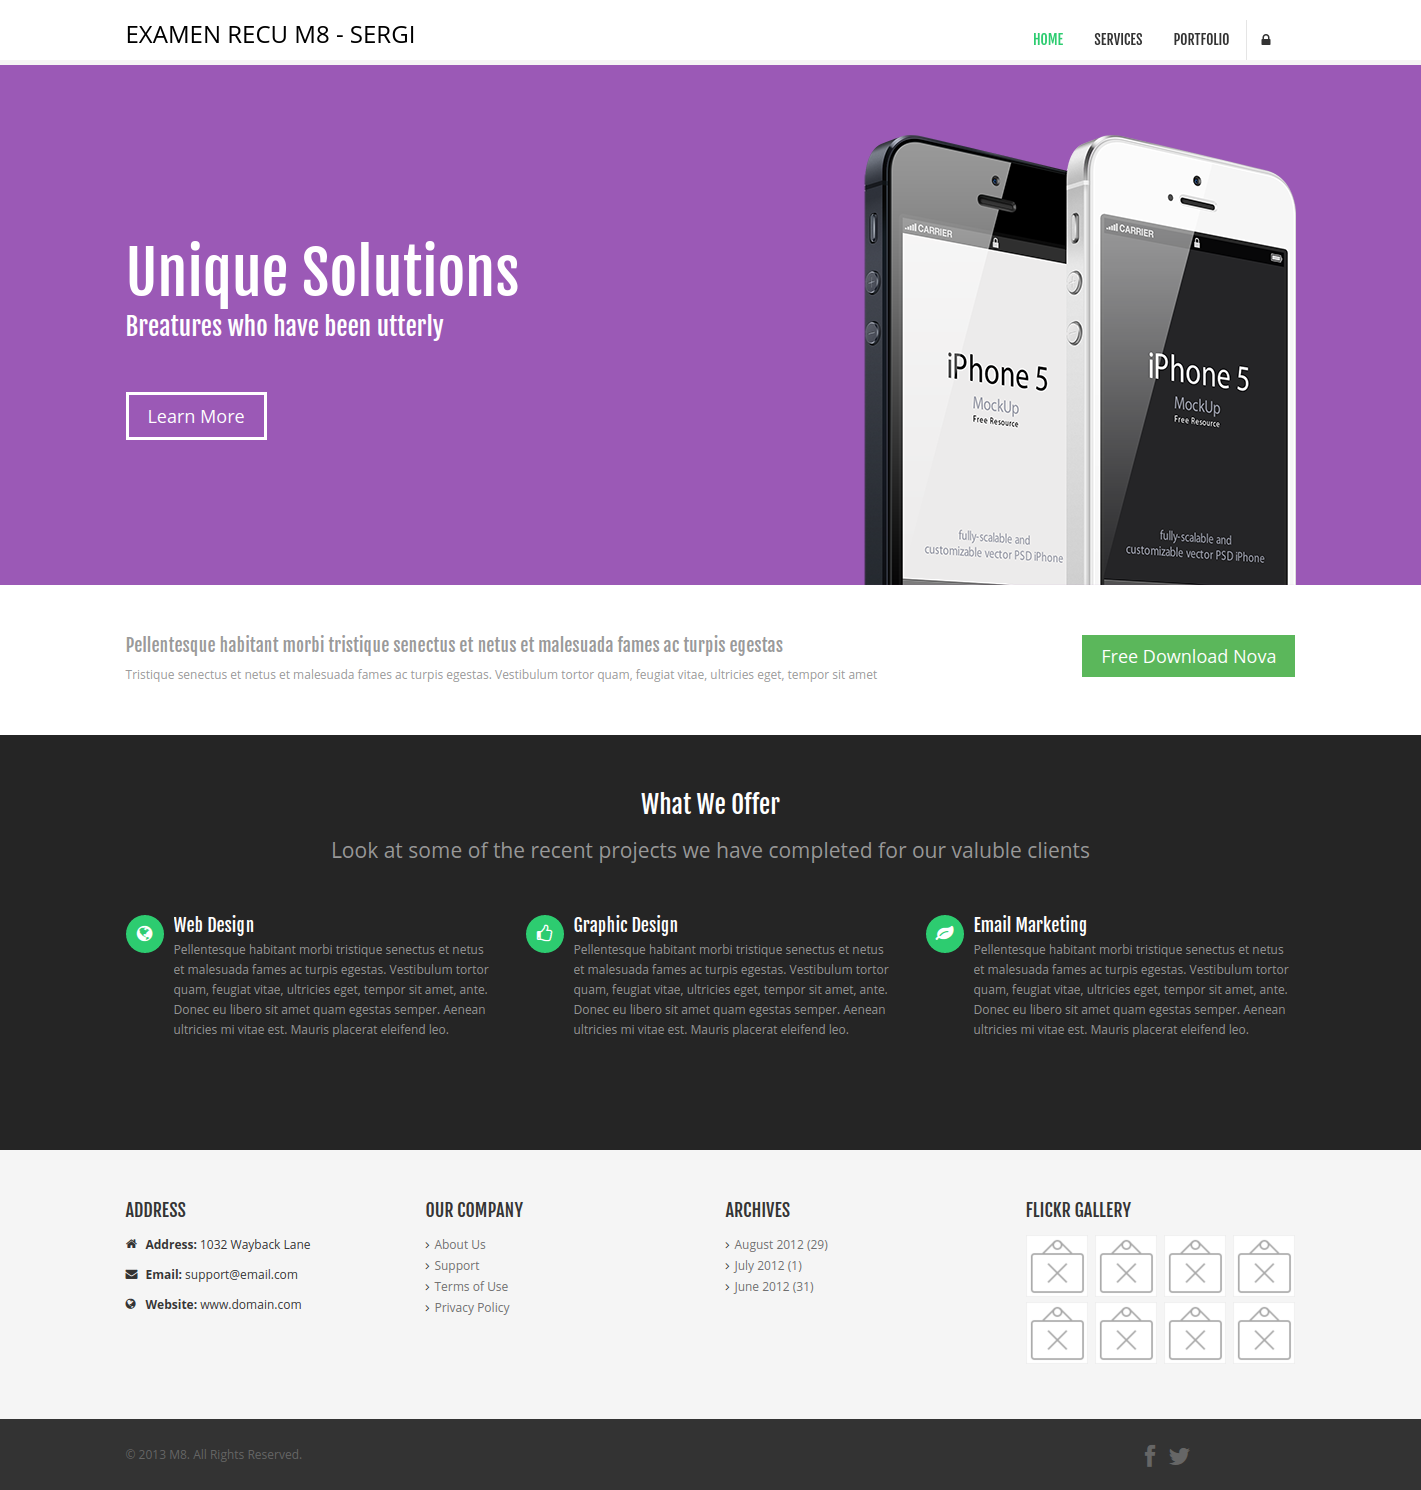 EXAMEN RECU M8 - SERGI
HOME SERVICES PORTFOLIO
Unique Solutions
Breatures who have been utterly
Learn More
CARRIER
CARRIER
iPhone 5
MockUp
Free Resource
fully-scalable and
customizable vector PSD iPhone
iPhone 5
MockUp
Free Resource
fully-scalable and
customizable vector PSD iPhone
Pellentesque habitant morbi tristique senectus et netus et malesuada fames ac turpis egestas
Tristique senectus et netus et malesuada fames ac turpis egestas. Vestibulum tortor quam, feugiat vitae, ultricies eget, tempor sit amet
Free Download Nova
What We Offer
Look at some of the recent projects we have completed for our valuble clients
Web Design
Pellentesque habitant morbi tristique senectus et netus
et malesuada fames ac turpis egestas. Vestibulum tortor
quam, feugiat vitae, ultricies eget, tempor sit amet, ante.
Donec eu libero sit amet quam egestas semper. Aenean
ultricies mi vitae est. Mauris placerat eleifend leo.
Graphic Design
Pellentesque habitant morbi tristique senectus et netus
et malesuada fames ac turpis egestas. Vestibulum tortor
quam, feugiat vitae, ultricies eget, tempor sit amet, ante.
Donec eu libero sit amet quam egestas semper. Aenean
ultricies mi vitae est. Mauris placerat eleifend leo.
Email Marketing
Pellentesque habitant morbi tristique senectus et netus
et malesuada fames ac turpis egestas. Vestibulum tortor
quam, feugiat vitae, ultricies eget, tempor sit amet, ante.
Donec eu libero sit amet quam egestas semper. Aenean
ultricies mi vitae est. Mauris placerat eleifend leo.
ADDRESS
Address: 1032 Wayback Lane
Email: support@email.com
Website: www.domain.com
OUR COMPANY
About Us
Support
Terms of Use
Privacy Policy
ARCHIVES
August 2012 (29)
July 2012 (1)
June 2012 (31)
FLICKR GALLERY
© 2013 M8. All Rights Reserved.